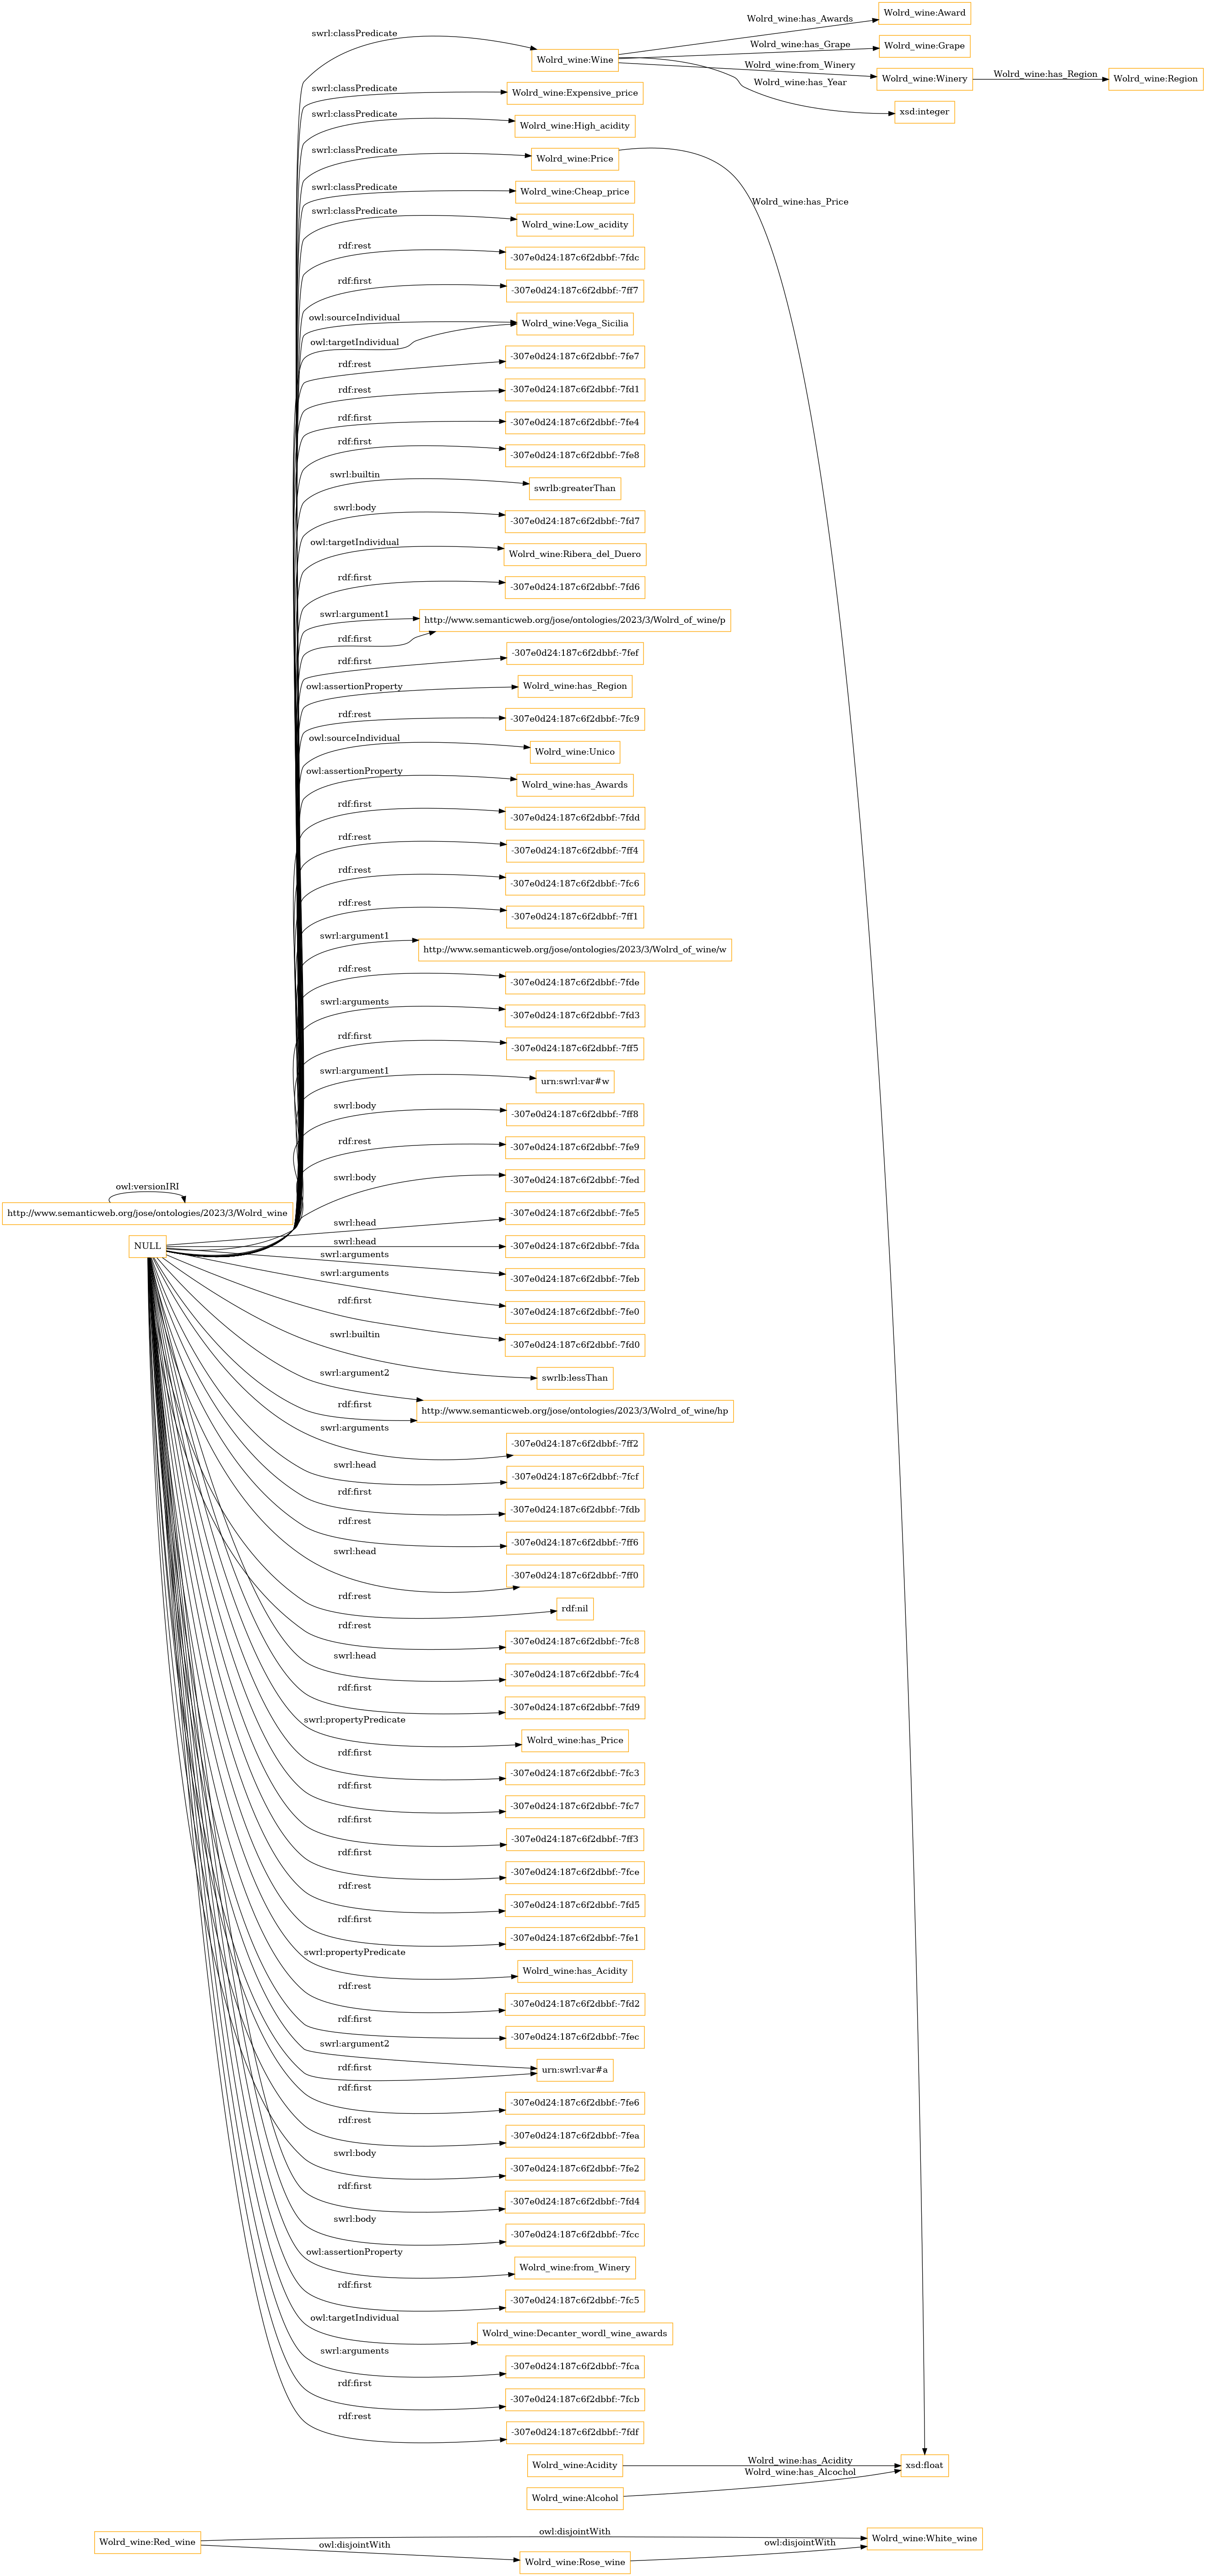 Wolrd_wine:Award
swrl:classPredicate
Wolrd_wine:has_Awards
Wolrd_wine:Grape
Wolrd_wine:has_Grape
Wolrd_wine:Wine
Wolrd_wine:from_Winery
Wolrd_wine:Winery
Wolrd_wine:has_Region
Wolrd_wine:Region
Wolrd_wine:has_Year
swrl:classPredicate
Wolrd_wine:Expensive_price
xsd:integer
swrl:classPredicate
Wolrd_wine:High_acidity
swrl:classPredicate
Wolrd_wine:Price
swrl:classPredicate
Wolrd_wine:Cheap_price
Wolrd_wine:has_Price
swrl:classPredicate
Wolrd_wine:Low_acidity
rdf:rest
-307e0d24:187c6f2dbbf:-7fdc
rdf:first
-307e0d24:187c6f2dbbf:-7ff7
owl:sourceIndividual
Wolrd_wine:Vega_Sicilia
owl:targetIndividual
rdf:rest
-307e0d24:187c6f2dbbf:-7fe7
rdf:rest
-307e0d24:187c6f2dbbf:-7fd1
rdf:first
-307e0d24:187c6f2dbbf:-7fe4
rdf:first
-307e0d24:187c6f2dbbf:-7fe8
swrl:builtin
swrlb:greaterThan
swrl:body
-307e0d24:187c6f2dbbf:-7fd7
owl:targetIndividual
Wolrd_wine:Ribera_del_Duero
rdf:first
-307e0d24:187c6f2dbbf:-7fd6
swrl:argument1
http://www.semanticweb.org/jose/ontologies/2023/3/Wolrd_of_wine/p
rdf:first
rdf:first
-307e0d24:187c6f2dbbf:-7fef
owl:assertionProperty
Wolrd_wine:has_Region
rdf:rest
-307e0d24:187c6f2dbbf:-7fc9
owl:sourceIndividual
Wolrd_wine:Unico
owl:assertionProperty
Wolrd_wine:has_Awards
rdf:first
-307e0d24:187c6f2dbbf:-7fdd
rdf:rest
-307e0d24:187c6f2dbbf:-7ff4
rdf:rest
-307e0d24:187c6f2dbbf:-7fc6
rdf:rest
-307e0d24:187c6f2dbbf:-7ff1
swrl:argument1
http://www.semanticweb.org/jose/ontologies/2023/3/Wolrd_of_wine/w
rdf:rest
-307e0d24:187c6f2dbbf:-7fde
swrl:arguments
-307e0d24:187c6f2dbbf:-7fd3
rdf:first
-307e0d24:187c6f2dbbf:-7ff5
swrl:argument1
urn:swrl:var#w
swrl:body
-307e0d24:187c6f2dbbf:-7ff8
rdf:rest
-307e0d24:187c6f2dbbf:-7fe9
swrl:body
-307e0d24:187c6f2dbbf:-7fed
owl:versionIRI
http://www.semanticweb.org/jose/ontologies/2023/3/Wolrd_wine
swrl:head
-307e0d24:187c6f2dbbf:-7fe5
NULL
swrl:head
-307e0d24:187c6f2dbbf:-7fda
swrl:arguments
-307e0d24:187c6f2dbbf:-7feb
swrl:arguments
-307e0d24:187c6f2dbbf:-7fe0
rdf:first
-307e0d24:187c6f2dbbf:-7fd0
swrl:builtin
swrlb:lessThan
swrl:argument2
http://www.semanticweb.org/jose/ontologies/2023/3/Wolrd_of_wine/hp
rdf:first
swrl:arguments
-307e0d24:187c6f2dbbf:-7ff2
swrl:head
-307e0d24:187c6f2dbbf:-7fcf
rdf:first
-307e0d24:187c6f2dbbf:-7fdb
rdf:rest
-307e0d24:187c6f2dbbf:-7ff6
swrl:head
-307e0d24:187c6f2dbbf:-7ff0
rdf:rest
rdf:nil
rdf:rest
-307e0d24:187c6f2dbbf:-7fc8
swrl:head
-307e0d24:187c6f2dbbf:-7fc4
rdf:first
-307e0d24:187c6f2dbbf:-7fd9
swrl:propertyPredicate
Wolrd_wine:has_Price
rdf:first
-307e0d24:187c6f2dbbf:-7fc3
rdf:first
-307e0d24:187c6f2dbbf:-7fc7
rdf:first
-307e0d24:187c6f2dbbf:-7ff3
rdf:first
-307e0d24:187c6f2dbbf:-7fce
rdf:rest
-307e0d24:187c6f2dbbf:-7fd5
rdf:first
-307e0d24:187c6f2dbbf:-7fe1
swrl:propertyPredicate
Wolrd_wine:has_Acidity
rdf:rest
-307e0d24:187c6f2dbbf:-7fd2
rdf:first
-307e0d24:187c6f2dbbf:-7fec
swrl:argument2
urn:swrl:var#a
rdf:first
rdf:first
-307e0d24:187c6f2dbbf:-7fe6
rdf:rest
-307e0d24:187c6f2dbbf:-7fea
swrl:body
-307e0d24:187c6f2dbbf:-7fe2
rdf:first
-307e0d24:187c6f2dbbf:-7fd4
swrl:body
-307e0d24:187c6f2dbbf:-7fcc
owl:assertionProperty
Wolrd_wine:from_Winery
rdf:first
-307e0d24:187c6f2dbbf:-7fc5
owl:targetIndividual
Wolrd_wine:Decanter_wordl_wine_awards
swrl:arguments
-307e0d24:187c6f2dbbf:-7fca
rdf:first
-307e0d24:187c6f2dbbf:-7fcb
rdf:rest
-307e0d24:187c6f2dbbf:-7fdf
Wolrd_wine:Acidity
Wolrd_wine:has_Acidity
xsd:float
Wolrd_wine:has_Alcochol
Wolrd_wine:Alcohol
Wolrd_wine:Red_wine
owl:disjointWith
Wolrd_wine:White_wine
owl:disjointWith
Wolrd_wine:Rose_wine
owl:disjointWith